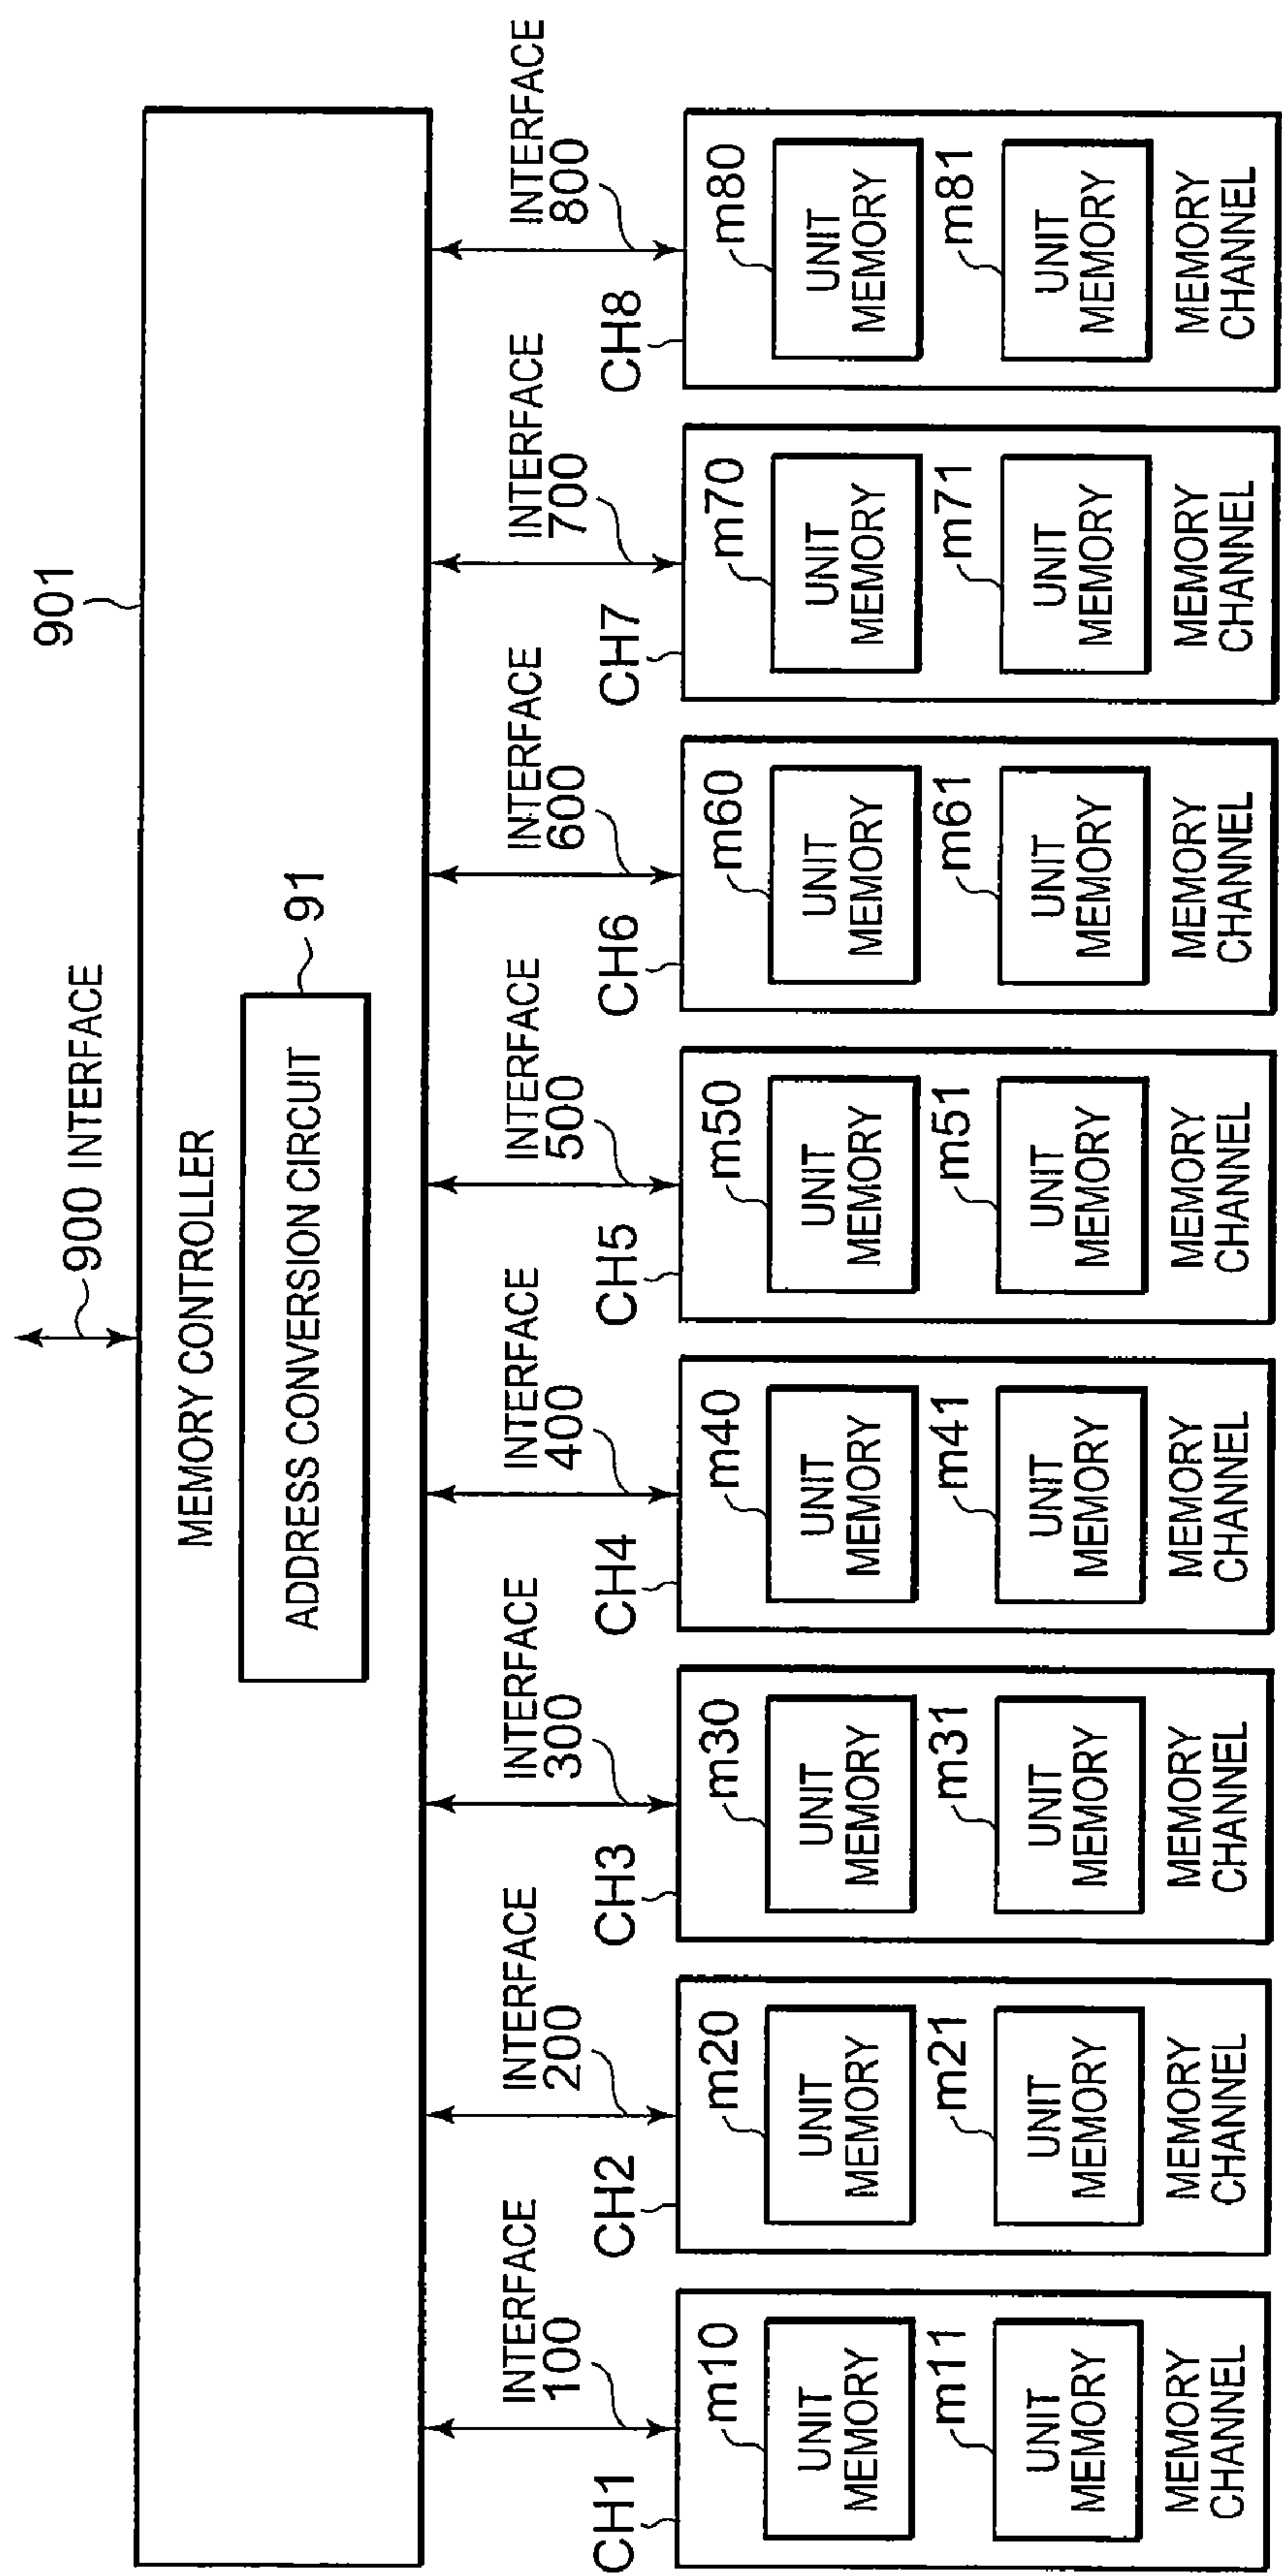 900 INTERFACE
901
MEMORY CONTROLLER
ADDRESS CONVERSION CIRCUIT
91
INTERFACE
100
INTERFACE
200
INTERFACE
300
INTERFACE
400
INTERFACE
500
INTERFACE
600
INTERFACE
700
INTERFACE
800
CH1
m10
UNIT
MEMORY
m11
UNIT
MEMORY
MEMORY
CHANNEL
CH2
m20
UNIT
MEMORY
m21
UNIT
MEMORY
MEMORY
CHANNEL
CH3
m30
UNIT
MEMORY
m31
UNIT
MEMORY
MEMORY
CHANNEL
CH4
m40
UNIT
MEMORY
m41
UNIT
MEMORY
MEMORY
CHANNEL
CH5
m50
UNIT
MEMORY
m51
UNIT
MEMORY
MEMORY
CHANNEL
CH6
m60
UNIT
MEMORY
m61
UNIT
MEMORY
MEMORY
CHANNEL
CH7
m70
UNIT
MEMORY
m71
UNIT
MEMORY
MEMORY
CHANNEL
CH8
m80
UNIT
MEMORY
m81
UNIT
MEMORY
MEMORY
CHANNEL